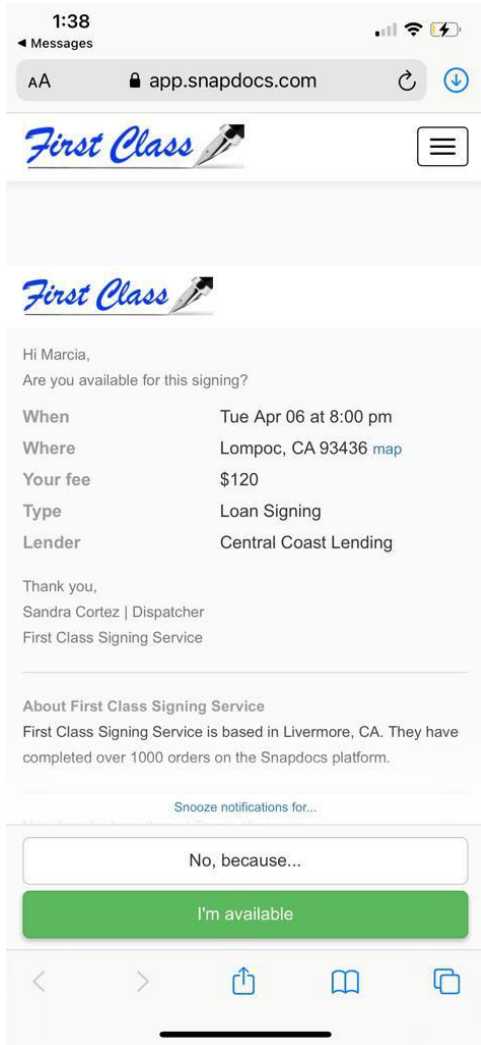 1:38
◀ Messages
AA app.snapdocs.com
First Class
First Class
Hi Marcia,
Are you available for this signing?
When Tue Apr 06 at 8:00 pm
Where Lompoc, CA 93436 map
Your fee $120
Type Loan Signing
Lender Central Coast Lending
Thank you,
Sandra Cortez | Dispatcher
First Class Signing Service
About First Class Signing Service
First Class Signing Service is based in Livermore, CA. They have
completed over 1000 orders on the Snapdocs platform.
Snooze notifications for...
No, because...
I'm available